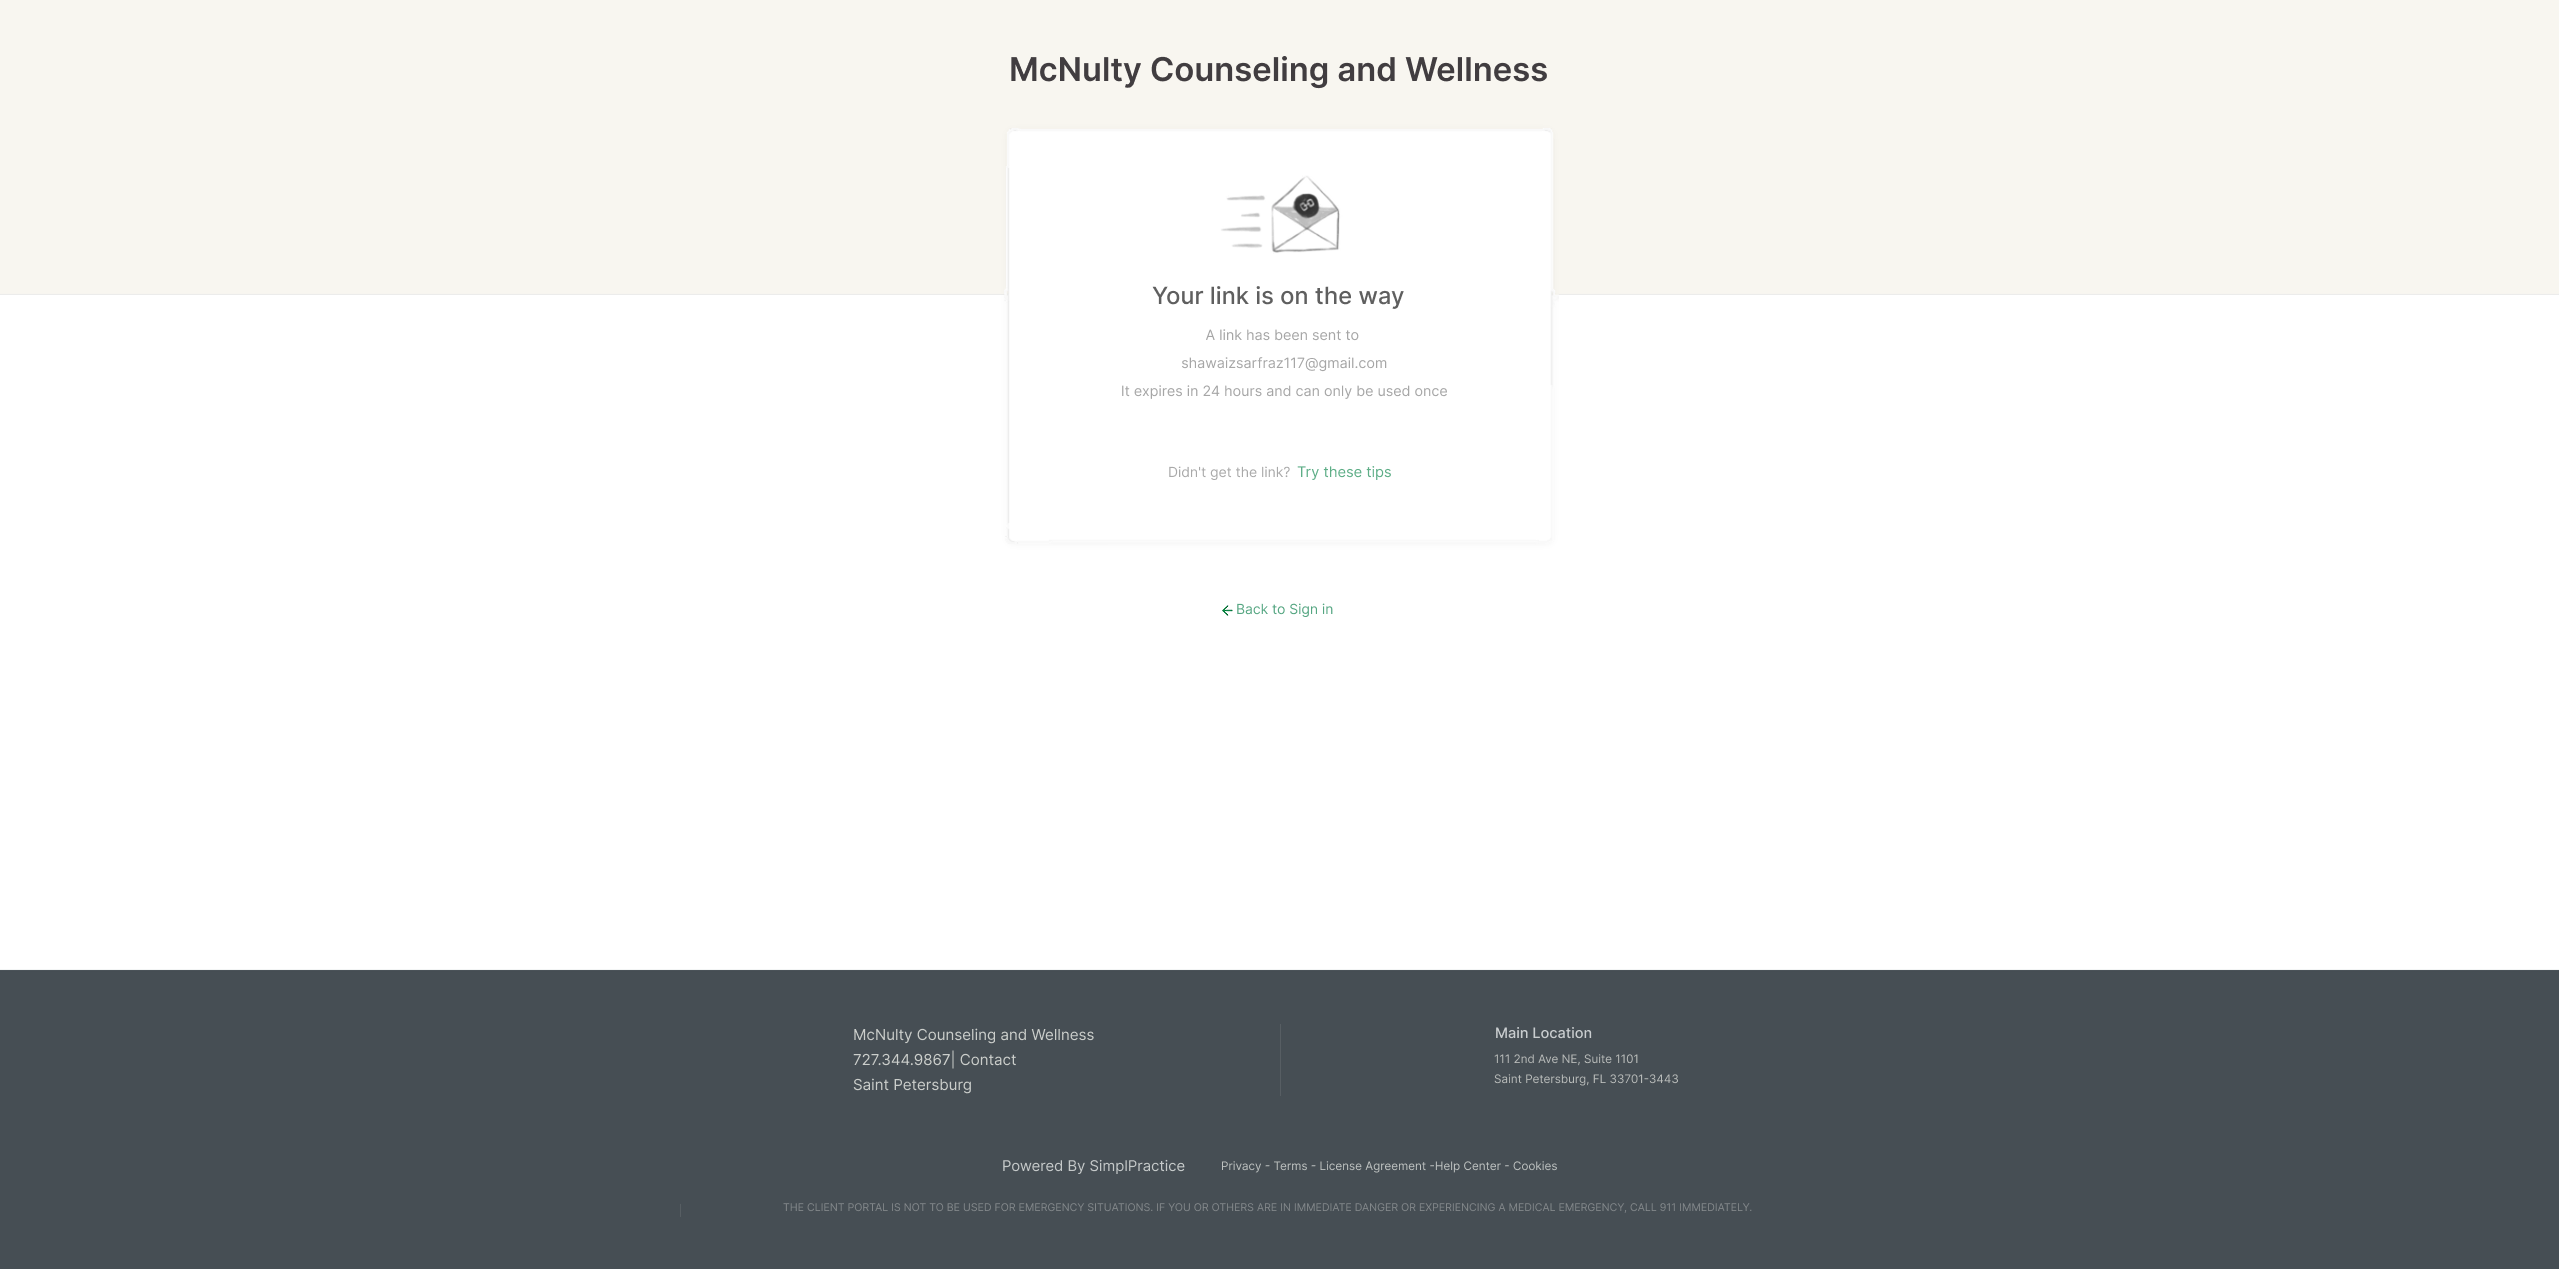 McNulty Counseling and Wellness
Your link is on the way
A link has been sent to
shawaizsarfraz117@gmail.com
It expires in 24 hours and can only be used once
Didn't get the link? Try these tips
Back to Sign in
McNulty Counseling and Wellness
727.344.9867| Contact
Saint Petersburg
Main Location
111 2nd Ave NE, Suite 1101
Saint Petersburg, FL 33701-3443
Powered By SimplPractice
Privacy - Terms - License Agreement -Help Center - Cookies
THE CLIENT PORTAL IS NOT TO BE USED FOR EMERGENCY SITUATIONS. IF YOU OR OTHERS ARE IN IMMEDIATE DANGER OR EXPERIENCING A MEDICAL EMERGENCY, CALL 911 IMMEDIATELY.